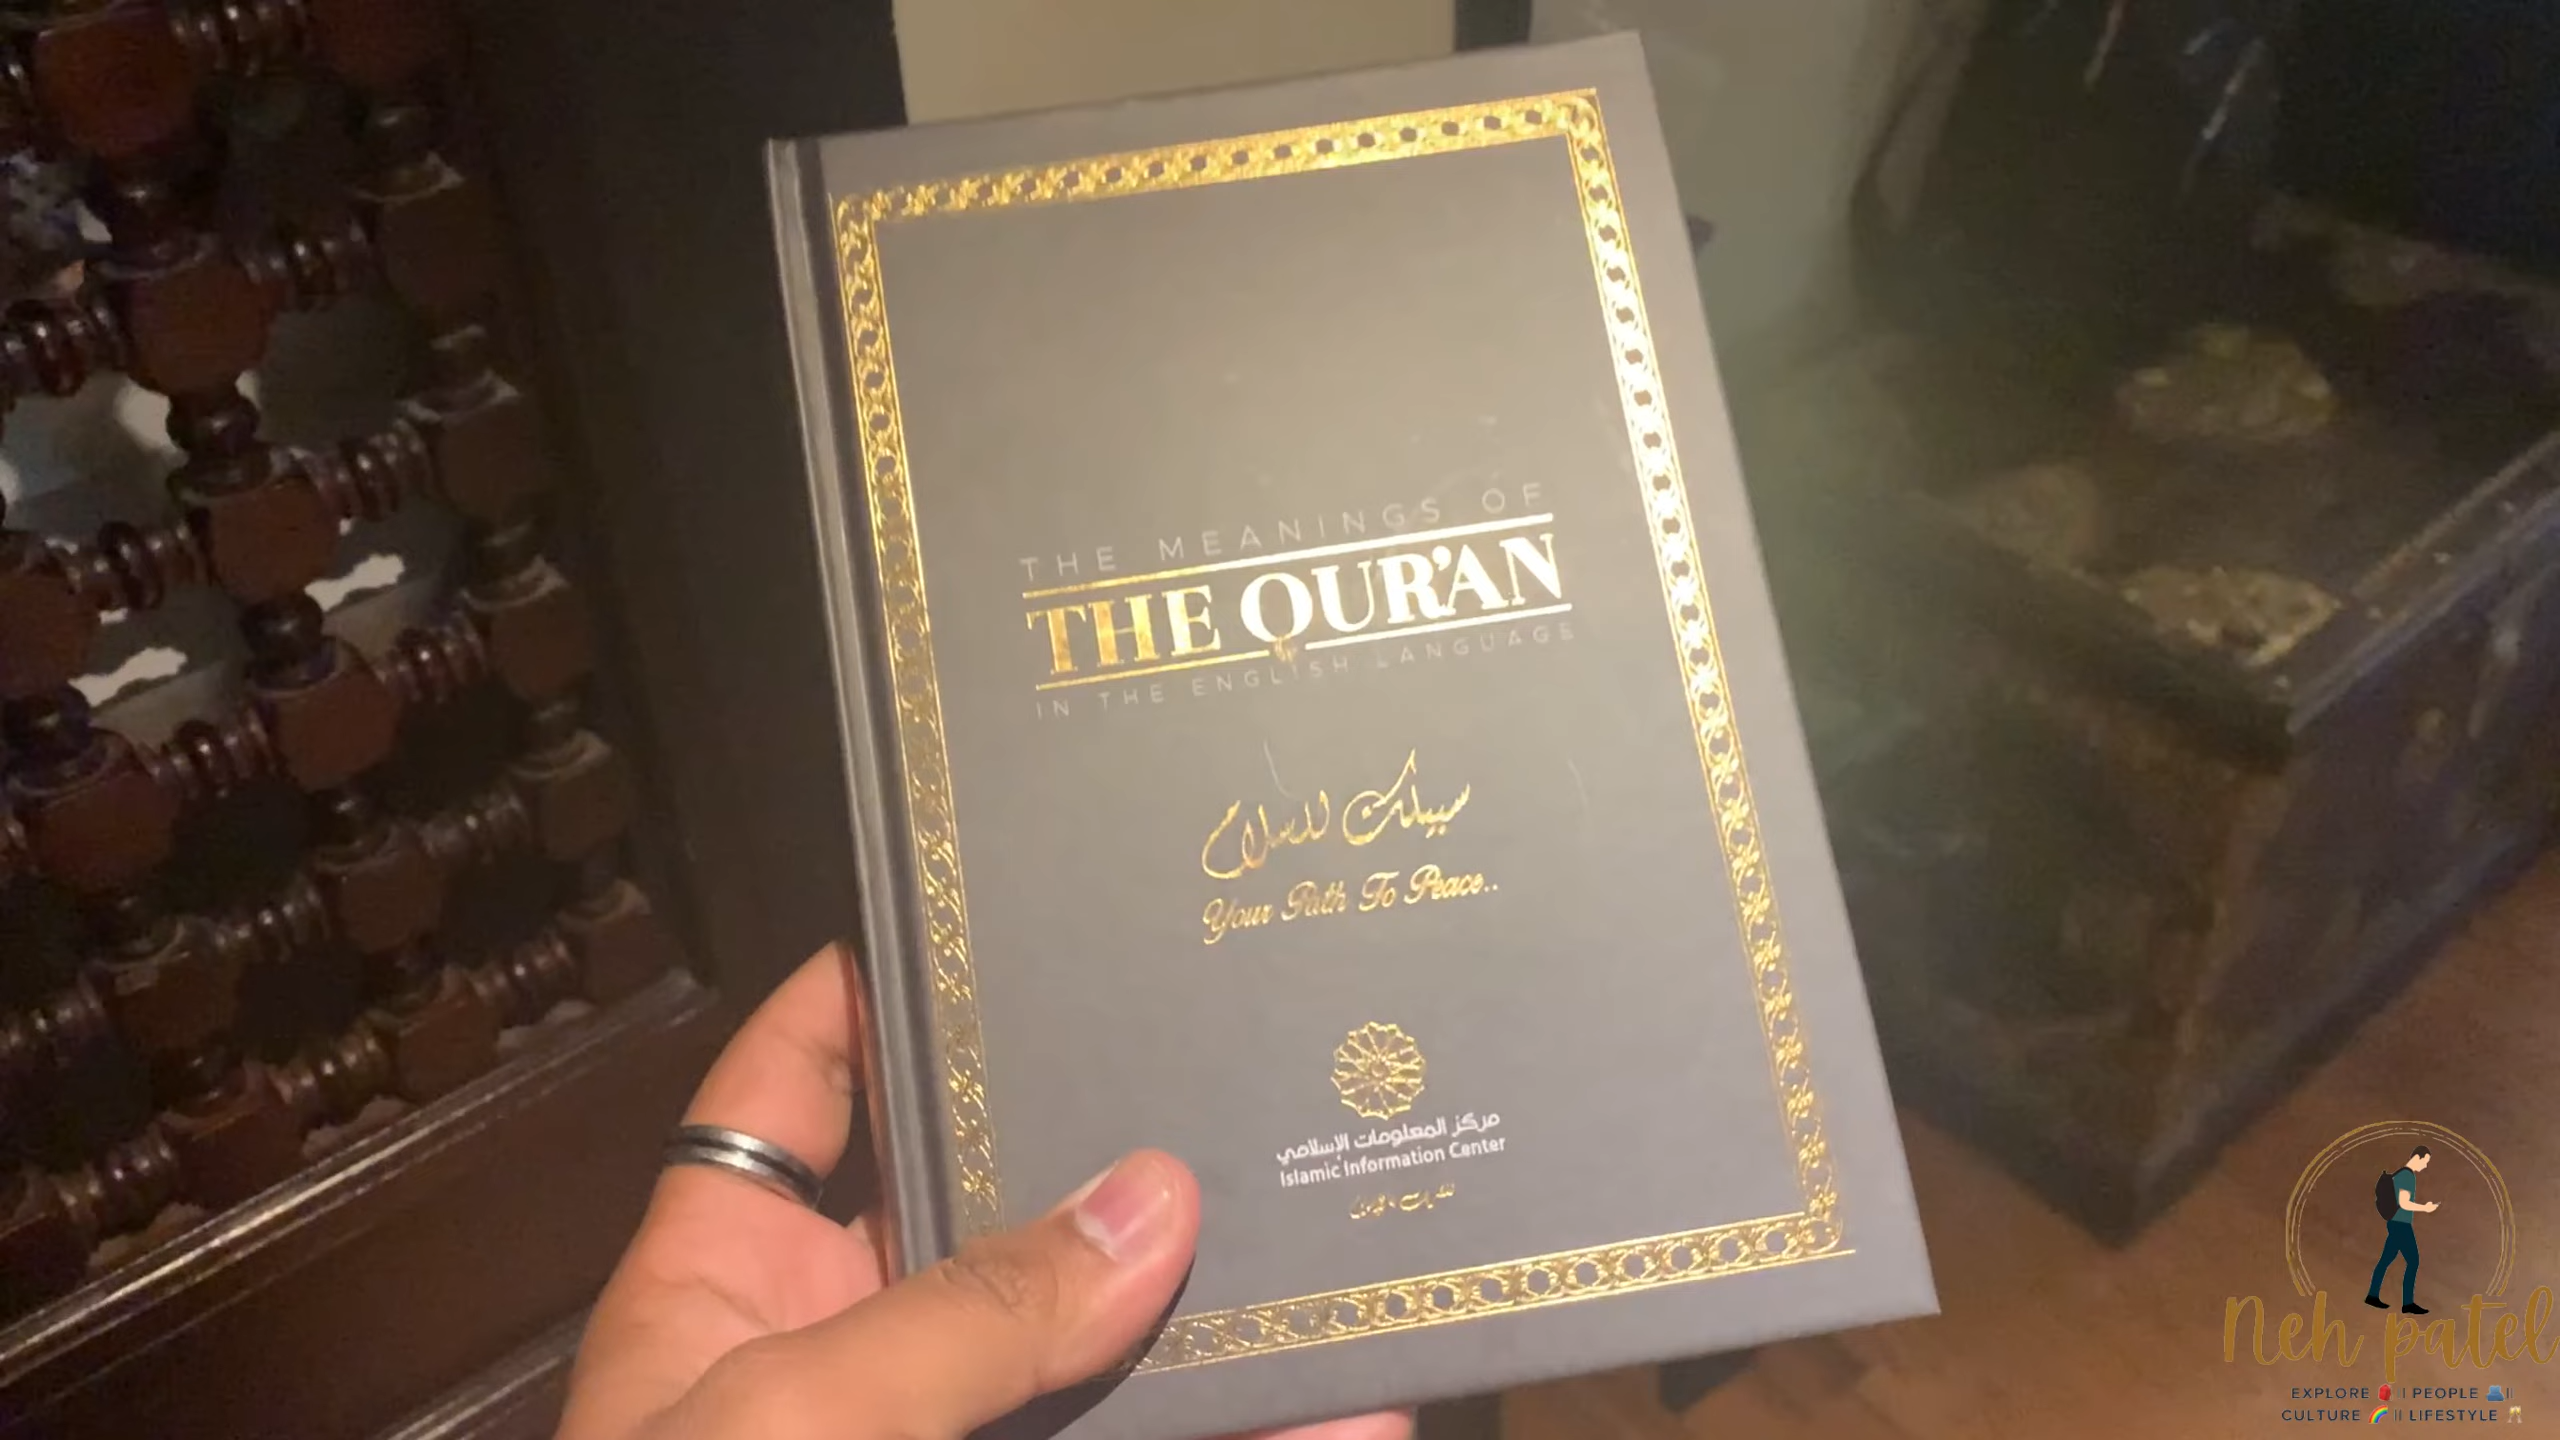 THE MEANINGS OF
THE QUR'AN
IN THE ENGLISH LANGUAGE
سبيلك للسلام
Your Path To Peace..
مركز المعلومات الإسلامي
Islamic Information Center
Neh patel
EXPLORE 🎒 || PEOPLE 👥 ||
CULTURE 🌈 || LIFESTYLE 🥂